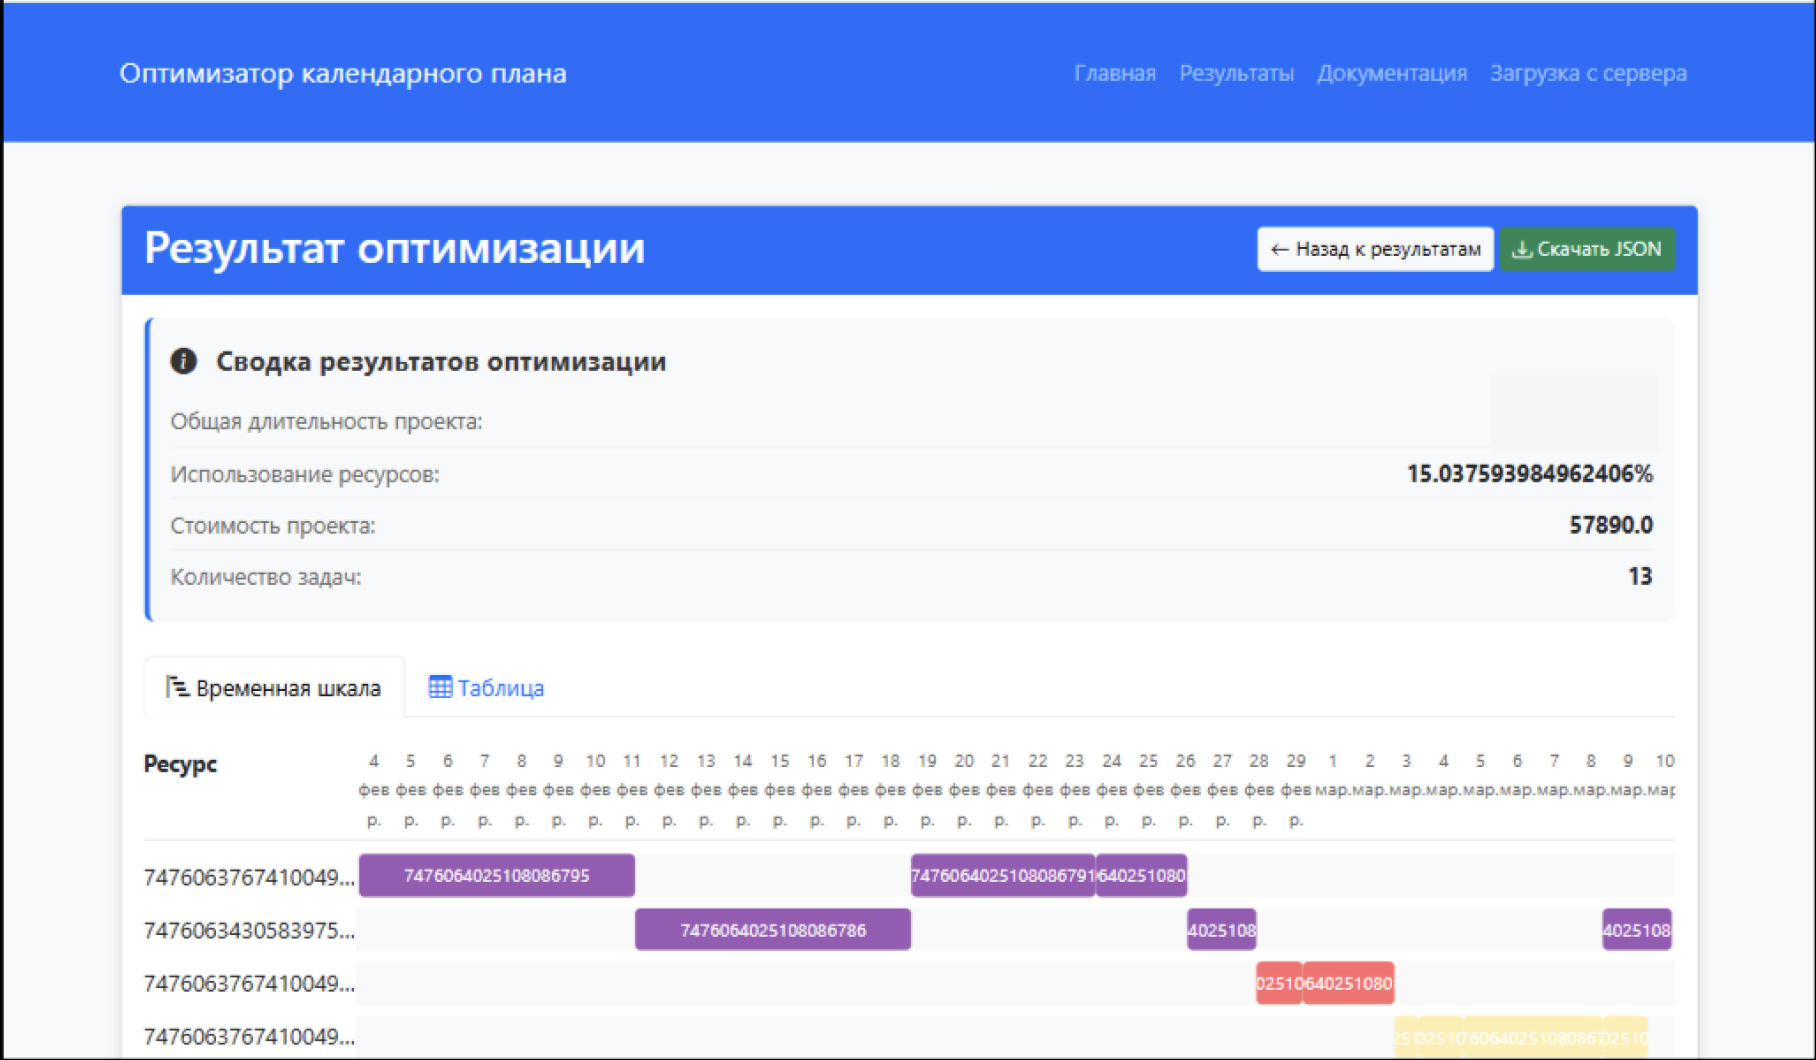 Оптимизатор календарного плана
Главная Результаты Документация Загрузка с сервера
Результат оптимизации
← Назад к результатам Скачать JSON
Сводка результатов оптимизации
Общая длительность проекта:
Использование ресурсов: 15.037593984962406%
Стоимость проекта: 57890.0
Количество задач: 13
Временная шкала Таблица
Ресурс 4 5 6 7 8 9 10 11 12 13 14 15 16 17 18 19 20 21 22 23 24 25 26 27 28 29 1 2 3 4 5 6 7 8 9 10
фев фев фев фев фев фев фев фев фев фев фев фев фев фев фев фев фев фев фев фев фев фев фев фев фев фев мар. мар. мар. мар. мар. мар. мар. мар. мар. мар
р. р. р. р. р. р. р. р. р. р. р. р. р. р. р. р. р. р. р. р. р. р. р. р. р. р.
7476063767410049... 7476064025108086795 7476064025108086791 640251080
7476063430583975... 7476064025108086786 4025108 4025108
7476063767410049... 02510 640251080
7476063767410049... 251 02510 760640251080867 02510